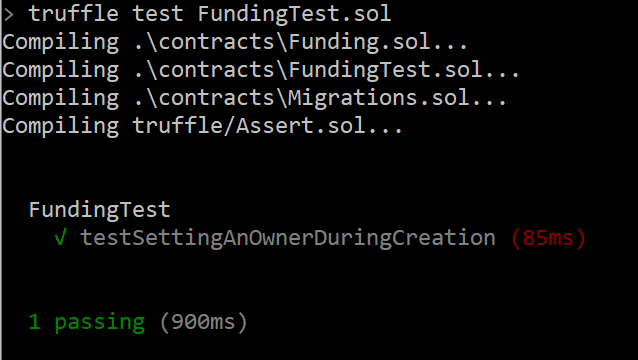 > truffle test FundingTest.sol
Compiling .\contracts\Funding.sol...
Compiling .\contracts\FundingTest.sol...
Compiling .\contracts\Migrations.sol...
Compiling truffle/Assert.sol...
FundingTest
√ testSettingAnOwnerDuringCreation (85ms)
1 passing (900ms)